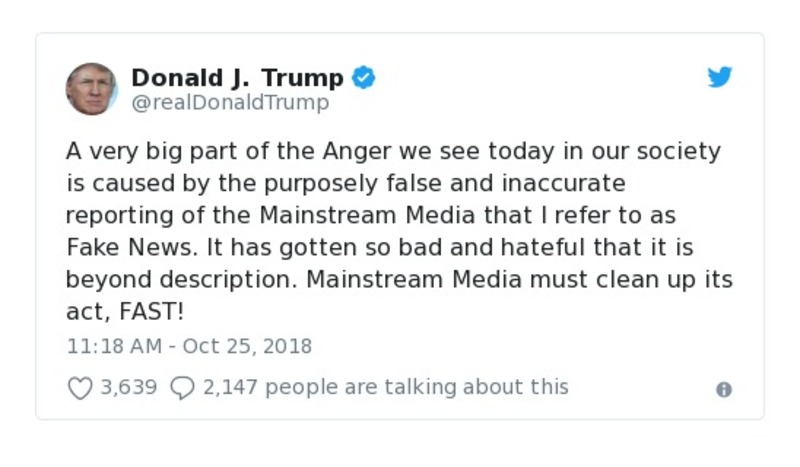 Donald J. Trump
@realDonaldTrump
A very big part of the Anger we see today in our society
is caused by the purposely false and inaccurate
reporting of the Mainstream Media that I refer to as
Fake News. It has gotten so bad and hateful that it is
beyond description. Mainstream Media must clean up its
act, FAST!
11:18 AM - Oct 25, 2018
3,639 2,147 people are talking about this